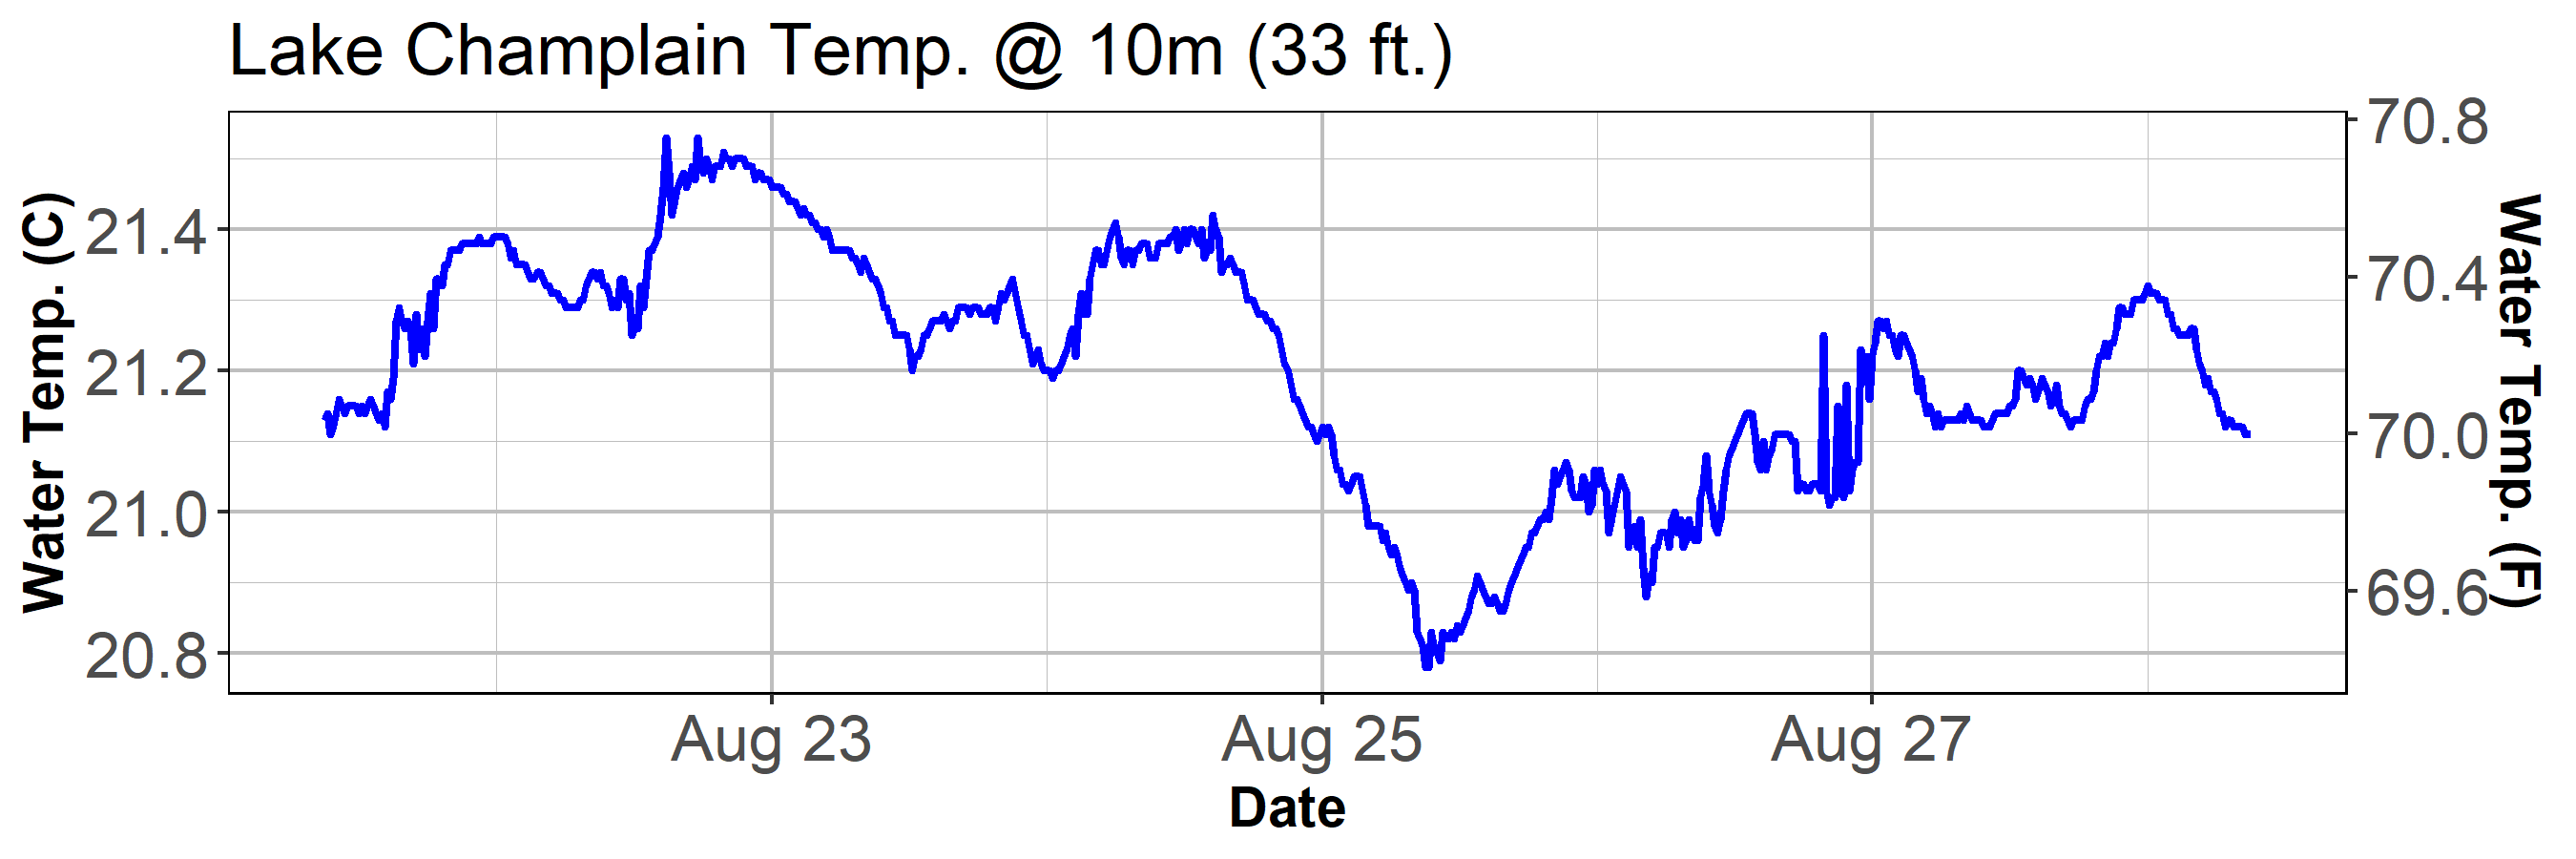 Lake Champlain Temp. @ 10m (33 ft.)
Water Temp. (C)
21.4
21.2
21.0
20.8
70.8
70.4
70.0
69.6
Water Temp. (F)
Aug 23 Aug 25 Aug 27
Date